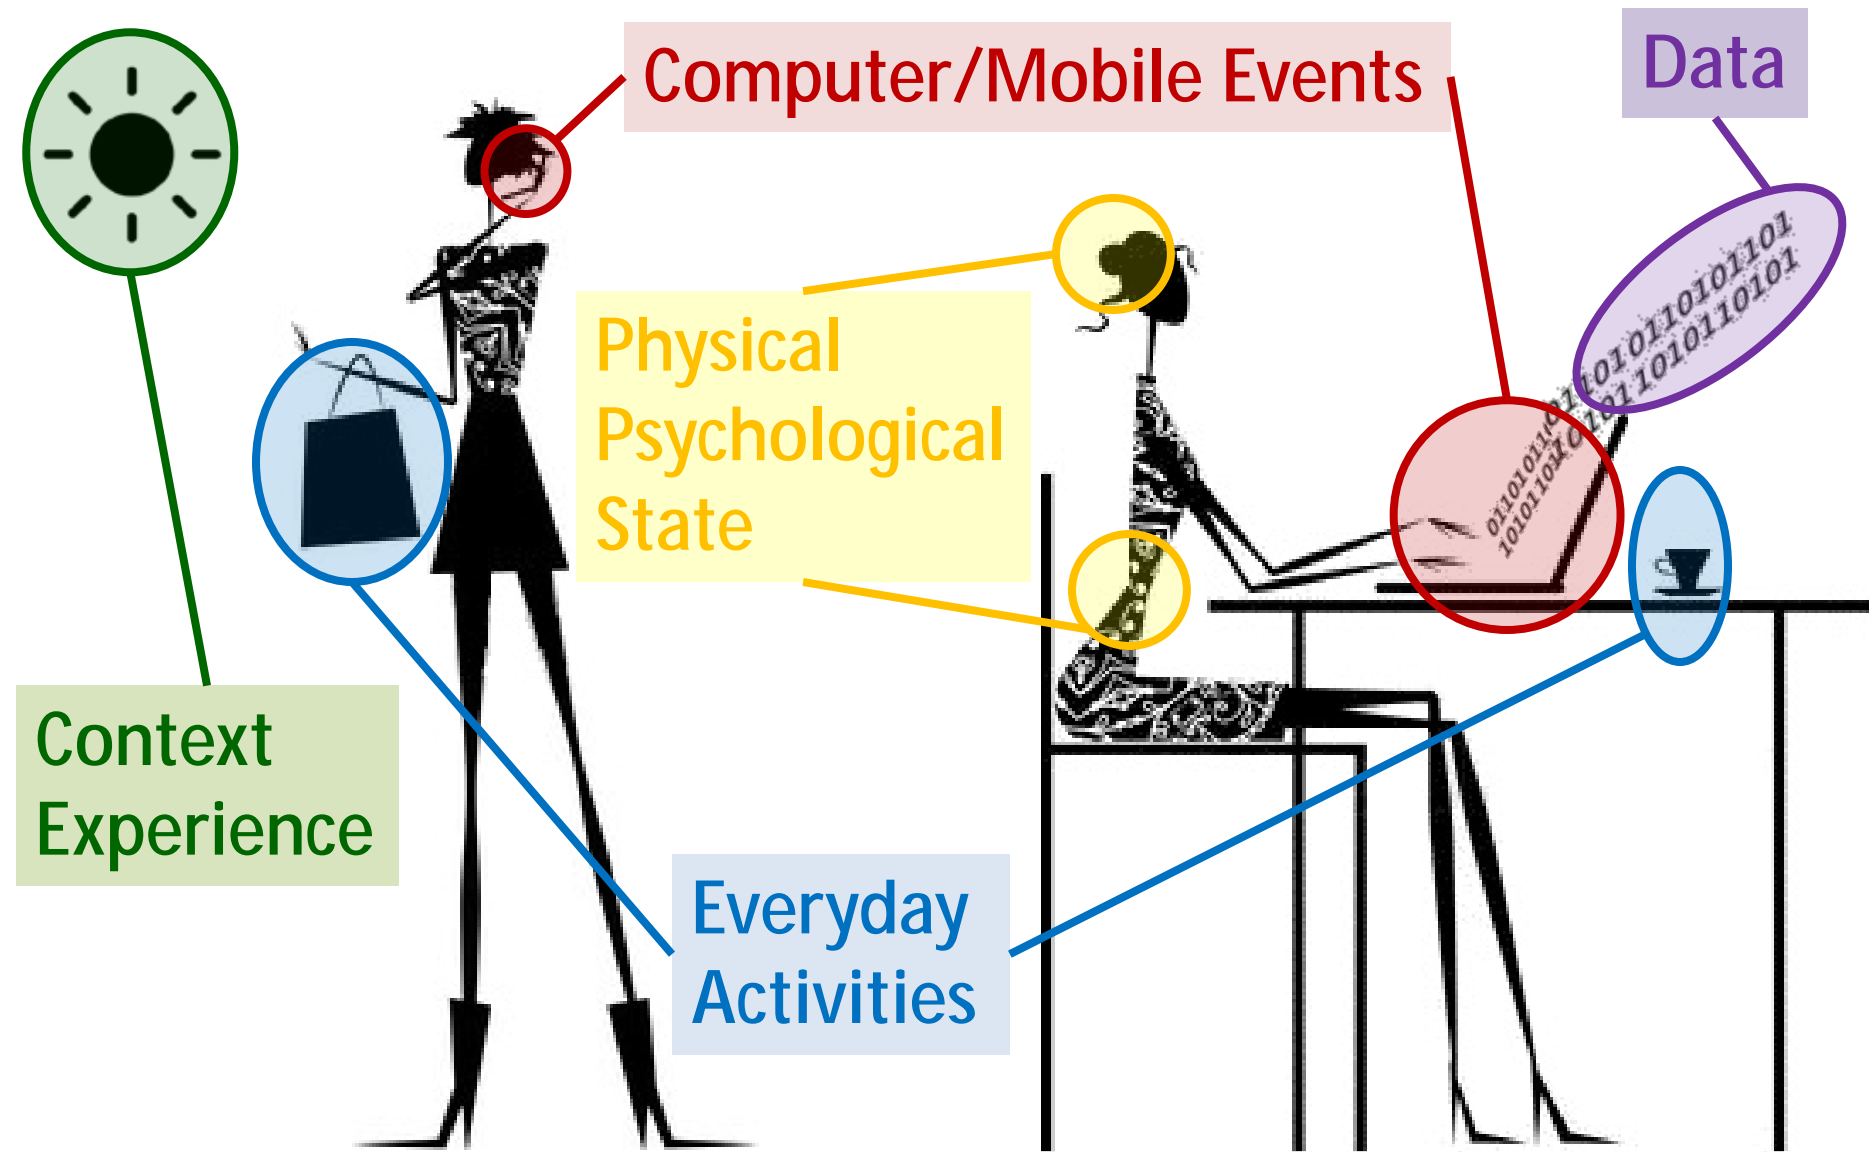 Computer/Mobile Events
Data
Physical
Psychological
State
Context
Experience
Everyday
Activities